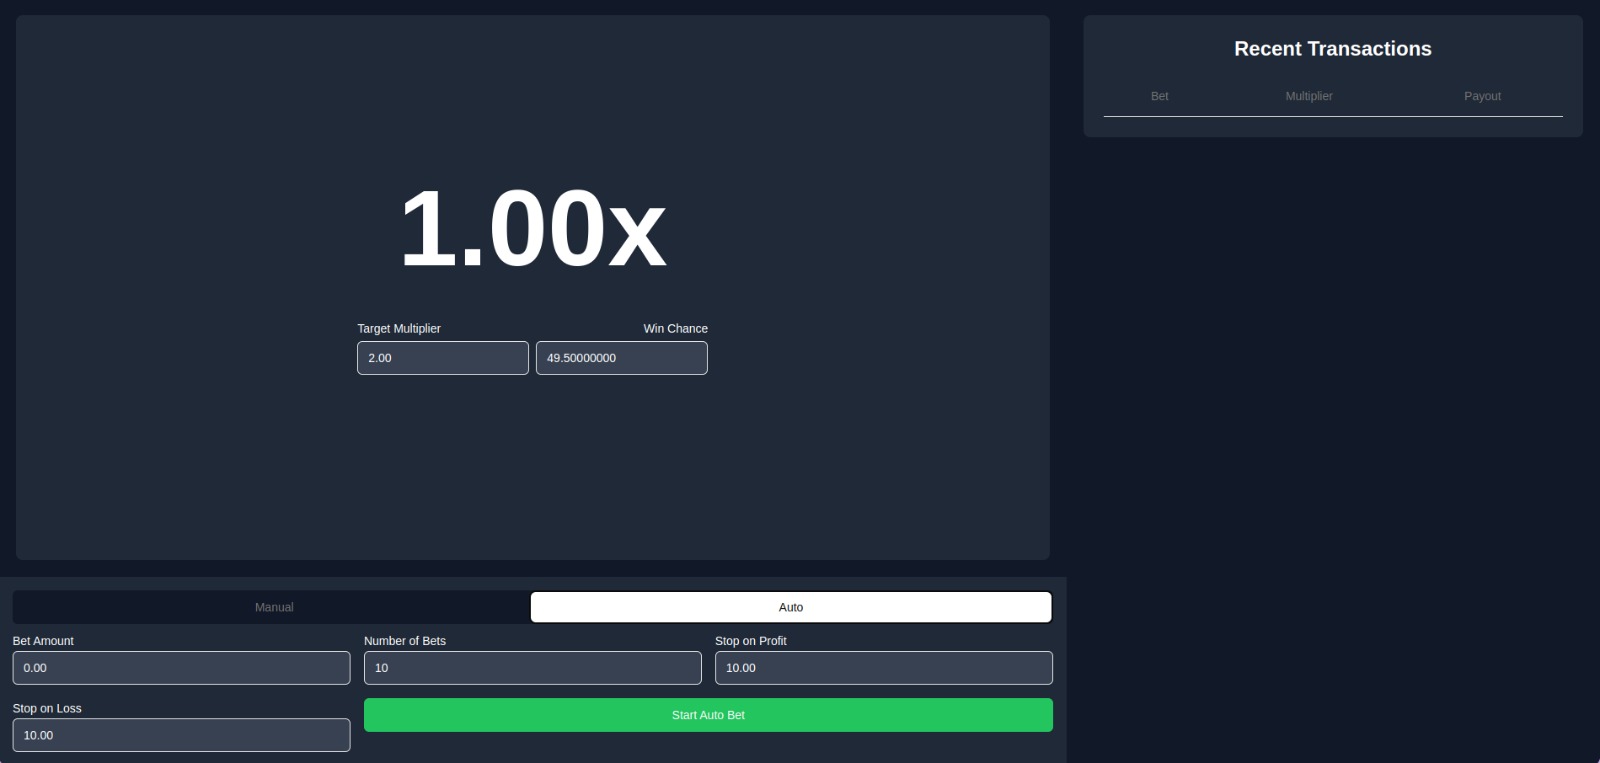 1.00x
Target Multiplier Win Chance
2.00 49.50000000
Recent Transactions
Bet Multiplier Payout
Manual Auto
Bet Amount Number of Bets Stop on Profit
0.00 10 10.00
Stop on Loss
Start Auto Bet
10.00